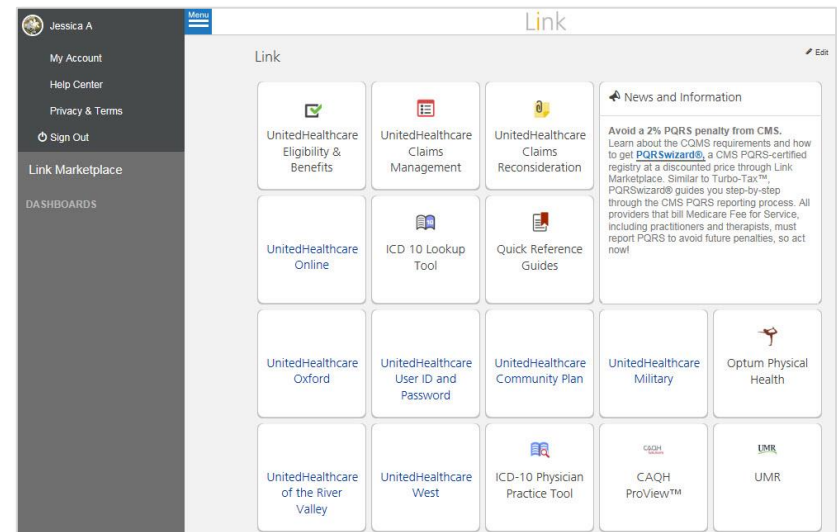 Jessica A
My Account
Help Center
Privacy & Terms
Sign Out
Link Marketplace
DASHBOARDS
Menu
Link
Link
Edit
UnitedHealthcare
Eligibility &
Benefits
UnitedHealthcare
Claims
Management
UnitedHealthcare
Claims
Reconsideration
News and Information
Avoid a 2% PQRS penalty from CMS.
Learn about the CQMS requirements and how
to get PQRSwizard®, a CMS PQRS-certified
registry at a discounted price through Link
Marketplace. Similar to Turbo-Tax™,
PQRSwizard® guides you step-by-step
through the CMS PQRS reporting process. All
providers that bill Medicare Fee for Service,
including practitioners and therapists, must
report PQRS to avoid future penalties, so act
now!
UnitedHealthcare
Online
10
ICD 10 Lookup
Tool
Quick Reference
Guides
UnitedHealthcare
Oxford
UnitedHealthcare
User ID and
Password
UnitedHealthcare
Community Plan
UnitedHealthcare
Military
Optum Physical
Health
UnitedHealthcare
of the River
Valley
UnitedHealthcare
West
ICD-10 Physician
Practice Tool
CAQH
CAQH
ProView™
UMR
UMR